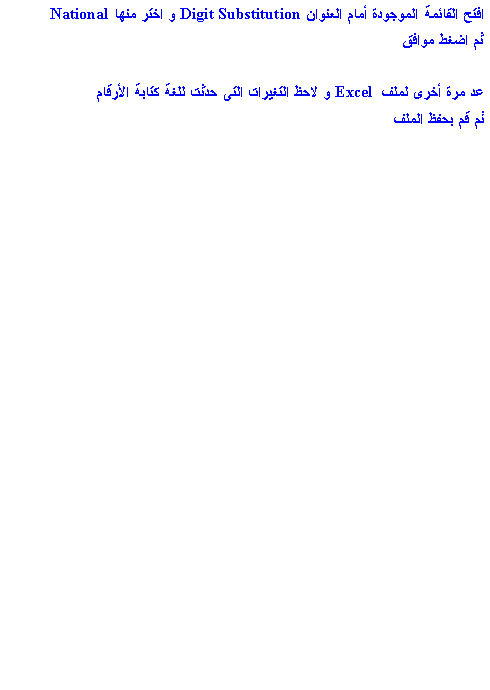 افتح القائمة الموجودة أمام العنوان Digit Substitution و اختر منها National
ثم اضغط موافق
عد مرة أخرى لملف Excel و لاحظ التغيرات التى حدثت للغة كتابة الأرقام
ثم قم بحفظ الملف